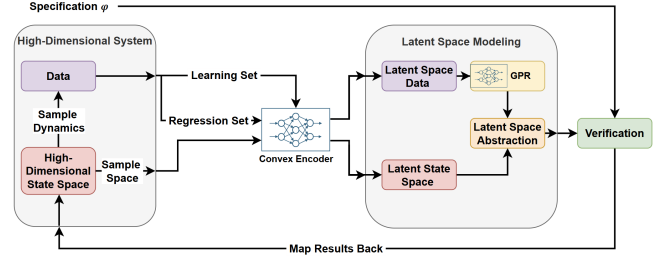 Specification φ
High-Dimensional System
Latent Space Modeling
Data
Learning Set
Latent Space
Data
GPR
Sample
Dynamics
Regression Set
Convex Encoder
Latent Space
Abstraction
Verification
High-
Dimensional
State Space
Sample
Space
Latent State
Space
Map Results Back